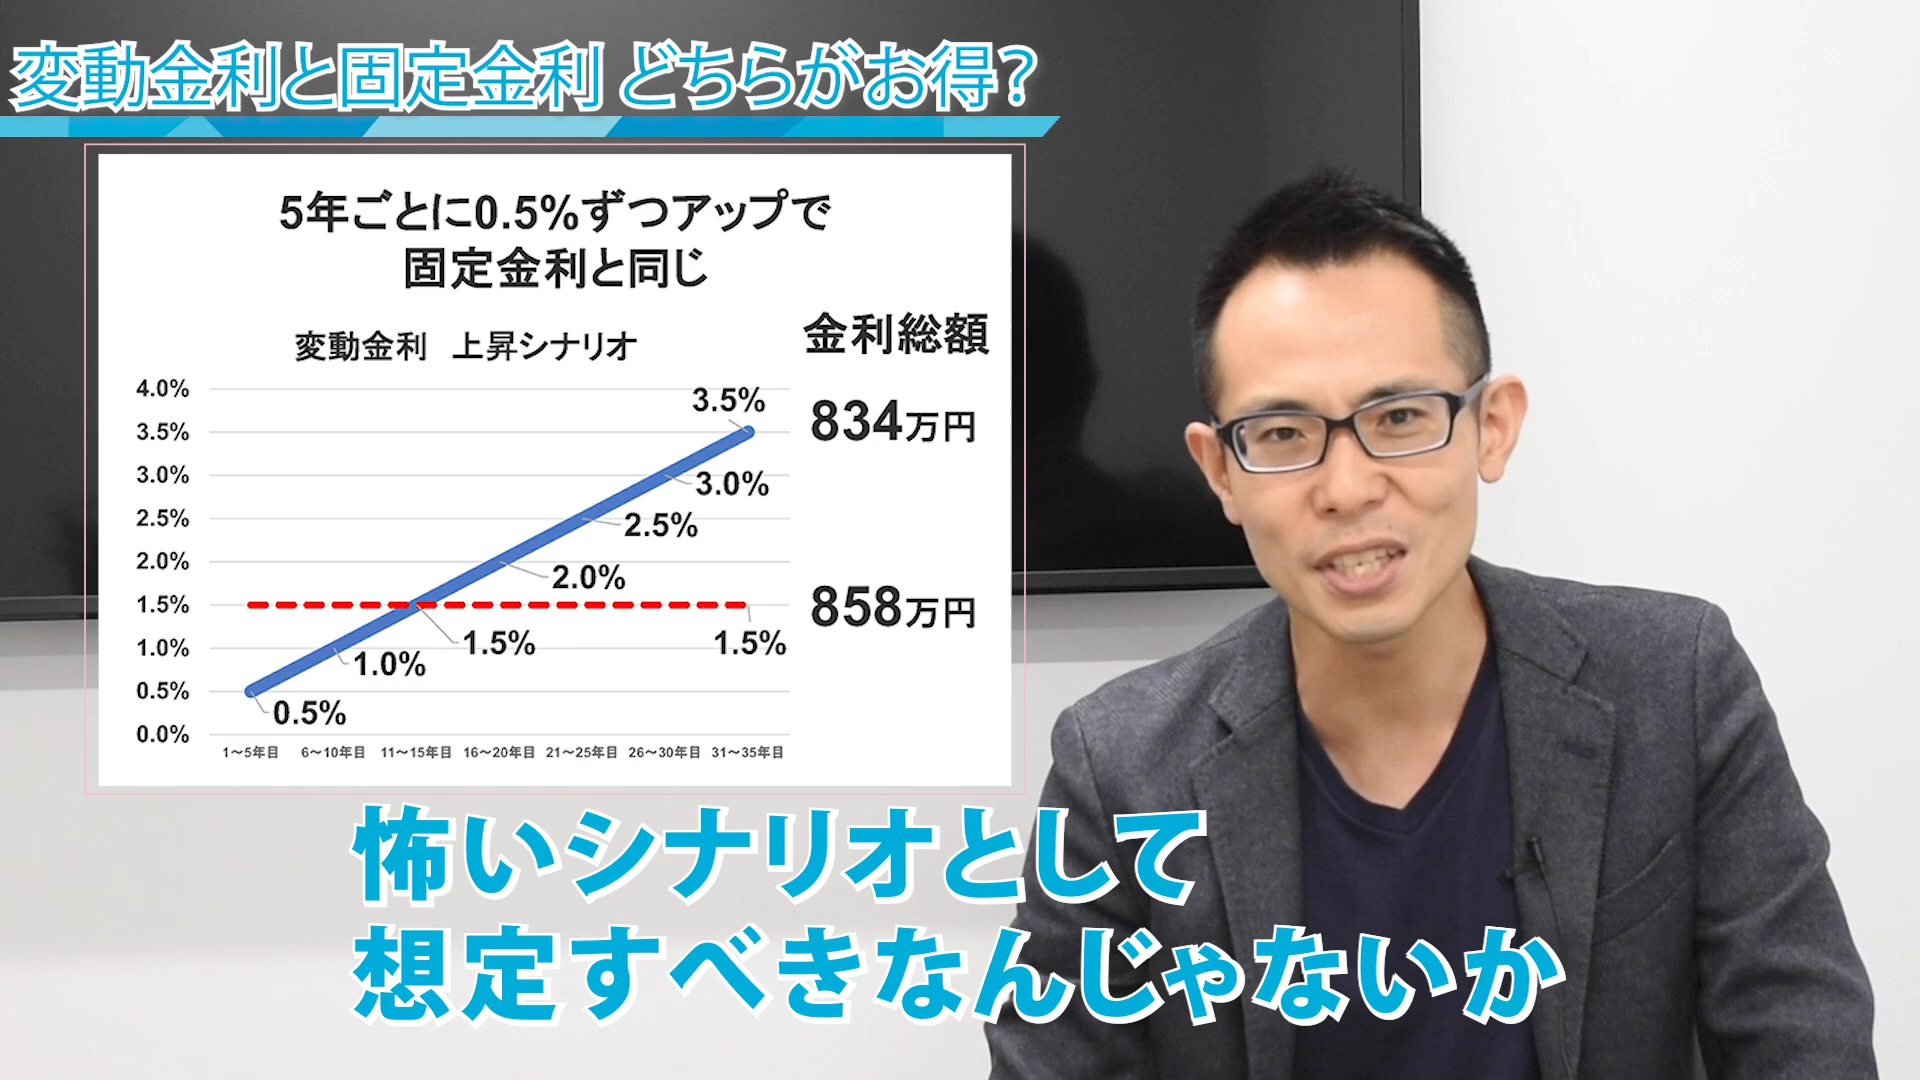 変動金利と固定金利 どちらがお得?
5年ごとに0.5%ずつアップで
固定金利と同じ
変動金利 上昇シナリオ
金利総額
4.0%
3.5%
3.0%
2.5%
2.0%
1.5%
1.0%
0.5%
0.0%
3.5%
3.0%
2.5%
2.0%
1.5%
1.0%
0.5%
1.5%
834万円
858万円
1～5年目 6～10年目 11～15年目 16～20年目 21～25年目 26～30年目 31～35年目
怖いシナリオとして
想定すべきなんじゃないか